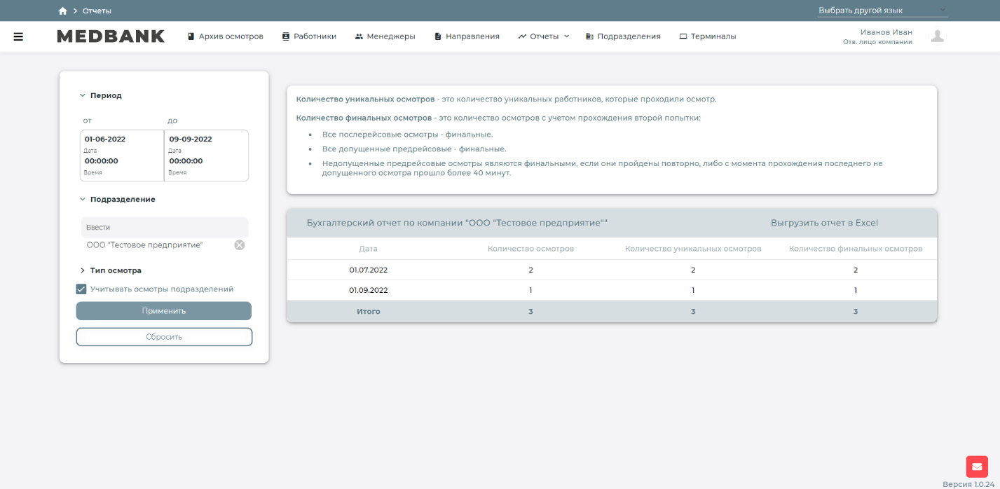 Отчеты
Выбрать другой язык
MEDBANK
Архив осмотров
Работники
Менеджеры
Направления
Отчеты
Подразделения
Терминалы
Иванов Иван
Отв. лицо компании
Период
от до
01-06-2022 09-09-2022
Дата Дата
00:00:00 00:00:00
Время Время
Подразделение
Ввести
ООО "Тестовое предприятие"
Тип осмотра
Учитывать осмотры подразделений
Применить
Сбросить
Количество уникальных осмотров - это количество уникальных работников, которые проходили осмотр.
Количество финальных осмотров - это количество осмотров с учетом прохождения второй попытки:
• Все послерейсовые осмотры - финальные.
• Все допущенные предрейсовые - финальные.
• Недопущенные предрейсовые осмотры являются финальными, если они пройдены повторно, либо с момента прохождения последнего не
допущенного осмотра прошло более 40 минут.
Бухгалтерский отчет по компании "ООО "Тестовое предприятие"" Выгрузить отчет в Excel
Дата Количество осмотров Количество уникальных осмотров Количество финальных осмотров
01.07.2022 2 2 2
01.09.2022 1 1 1
Итого 3 3 3
Версия 1.0.24